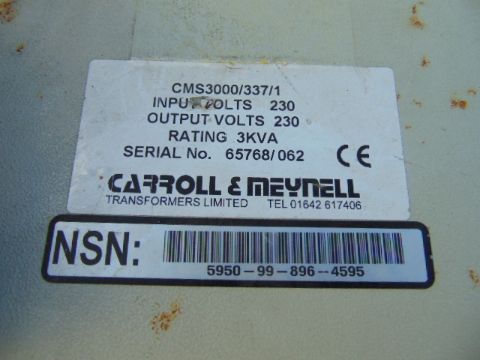 CMS3000/337/1
INPUT VOLTS 230
OUTPUT VOLTS 230
RATING 3KVA
SERIAL No. 65768/062 CE
CARROLL & MEYNELL
TRANSFORMERS LIMITED TEL 01642 617406
NSN:
5950-99-896-4595